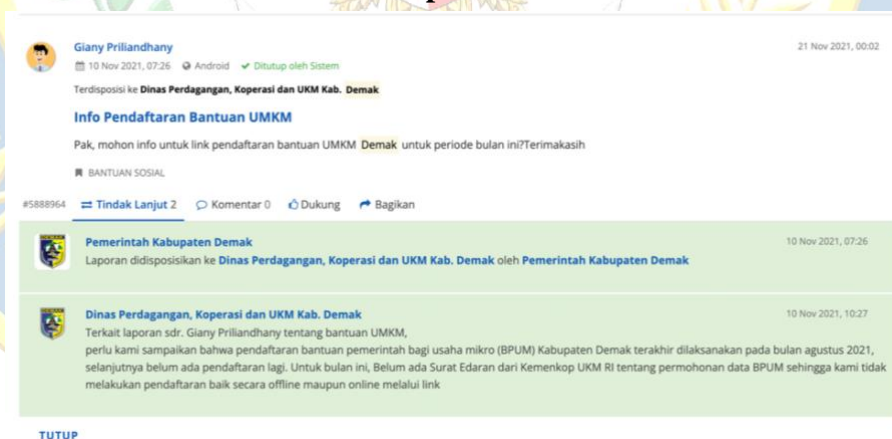 Giany Priliandhany
21 Nov 2021, 00:02
10 Nov 2021, 07:26 Android Ditutup oleh Sistem
Terdisposisi ke Dinas Perdagangan, Koperasi dan UKM Kab. Demak
Info Pendaftaran Bantuan UMKM
Pak, mohon info untuk link pendaftaran bantuan UMKM Demak untuk periode bulan ini?Terimakasih
BANTUAN SOSIAL
#5888964 Tindak Lanjut 2 Komentar 0 Dukung Bagikan
Pemerintah Kabupaten Demak
10 Nov 2021, 07:26
Laporan didisposisikan ke Dinas Perdagangan, Koperasi dan UKM Kab. Demak oleh Pemerintah Kabupaten Demak
Dinas Perdagangan, Koperasi dan UKM Kab. Demak
10 Nov 2021, 10:27
Terkait laporan sdr. Giany Priliandhany tentang bantuan UMKM,
perlu kami sampaikan bahwa pendaftaran bantuan pemerintah bagi usaha mikro (BPUM) Kabupaten Demak terakhir dilaksanakan pada bulan agustus 2021,
selanjutnya belum ada pendaftaran lagi. Untuk bulan ini, Belum ada Surat Edaran dari Kemenkop UKM RI tentang permohonan data BPUM sehingga kami tidak
melakukan pendaftaran baik secara offline maupun online melalui link
TUTUP